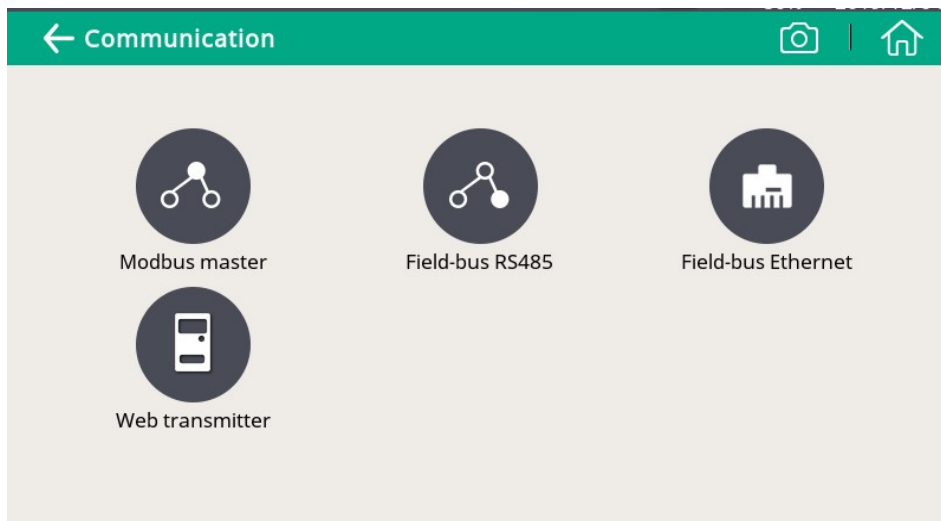 Communication
Modbus master
Field-bus RS485
Field-bus Ethernet
Web transmitter